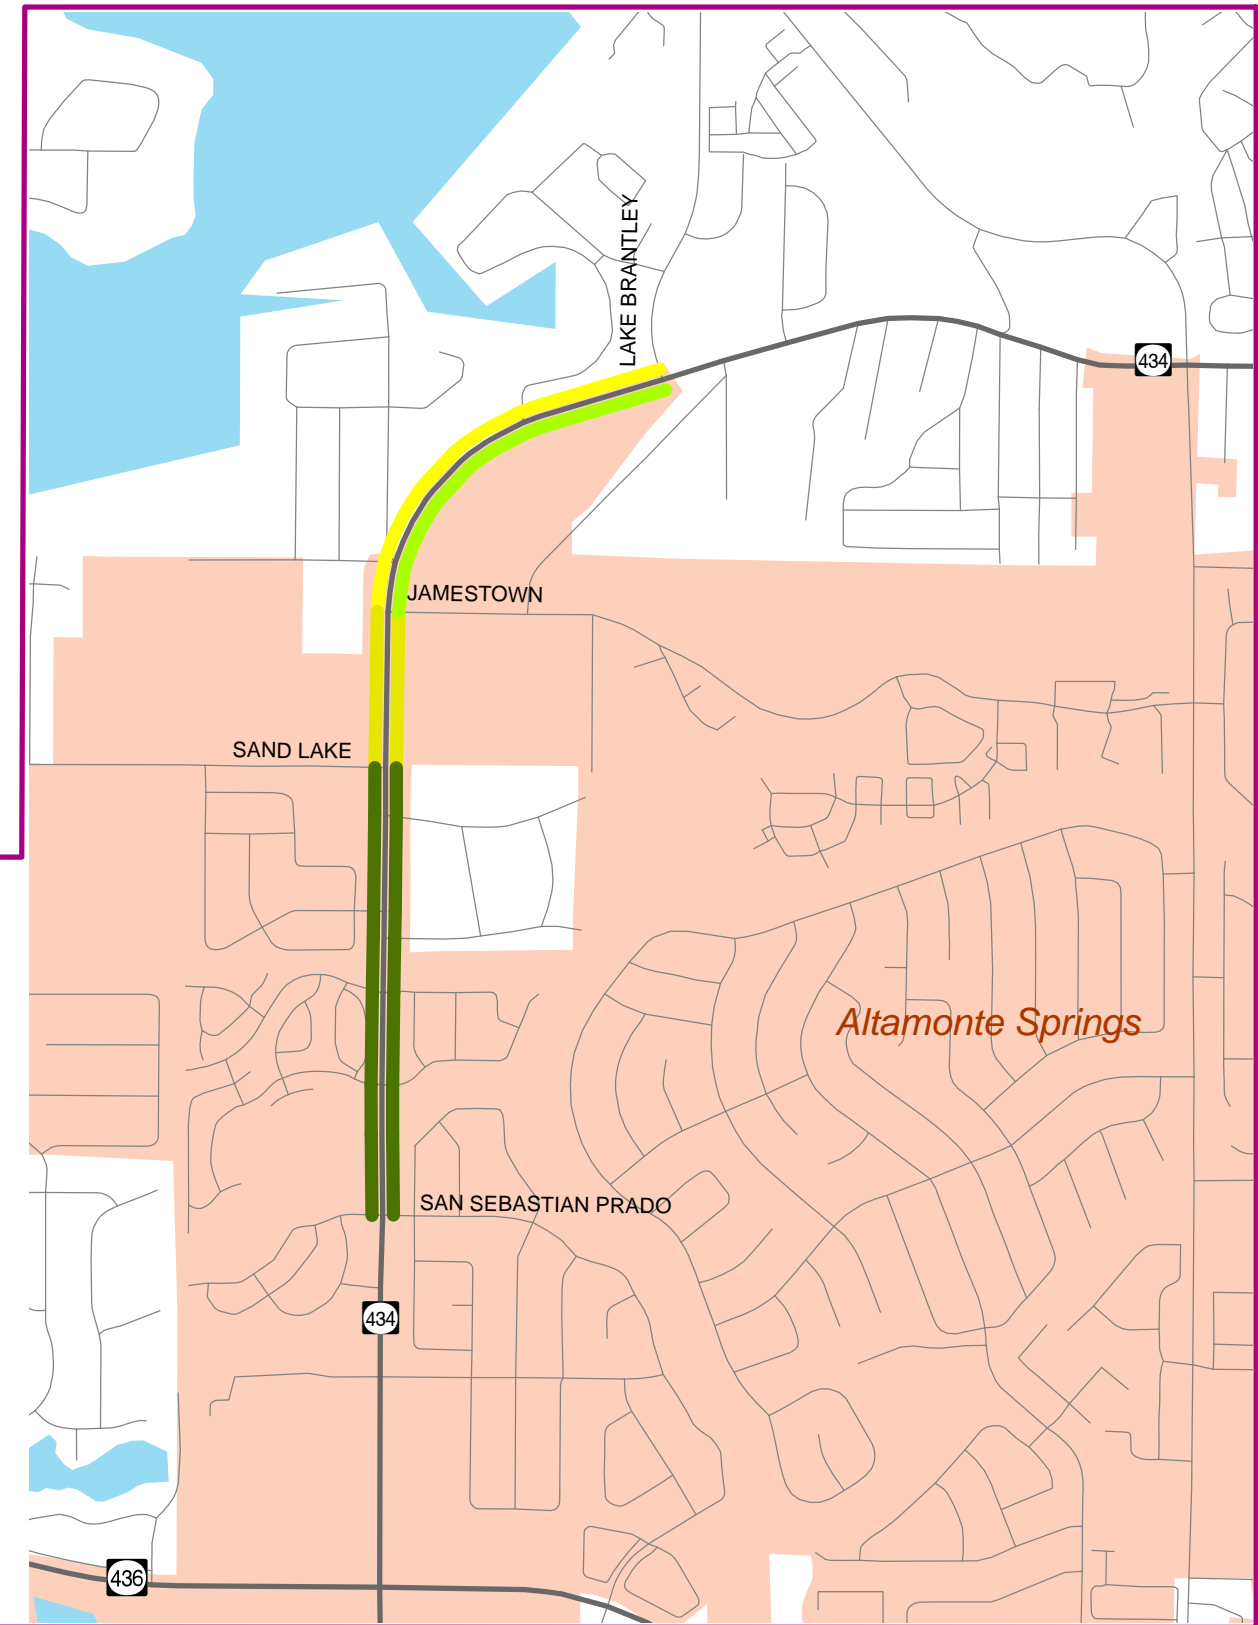 LAKE BRANTLEY
434
JAMESTOWN
SAND LAKE
Altamonte Springs
SAN SEBASTIAN PRADO
434
436